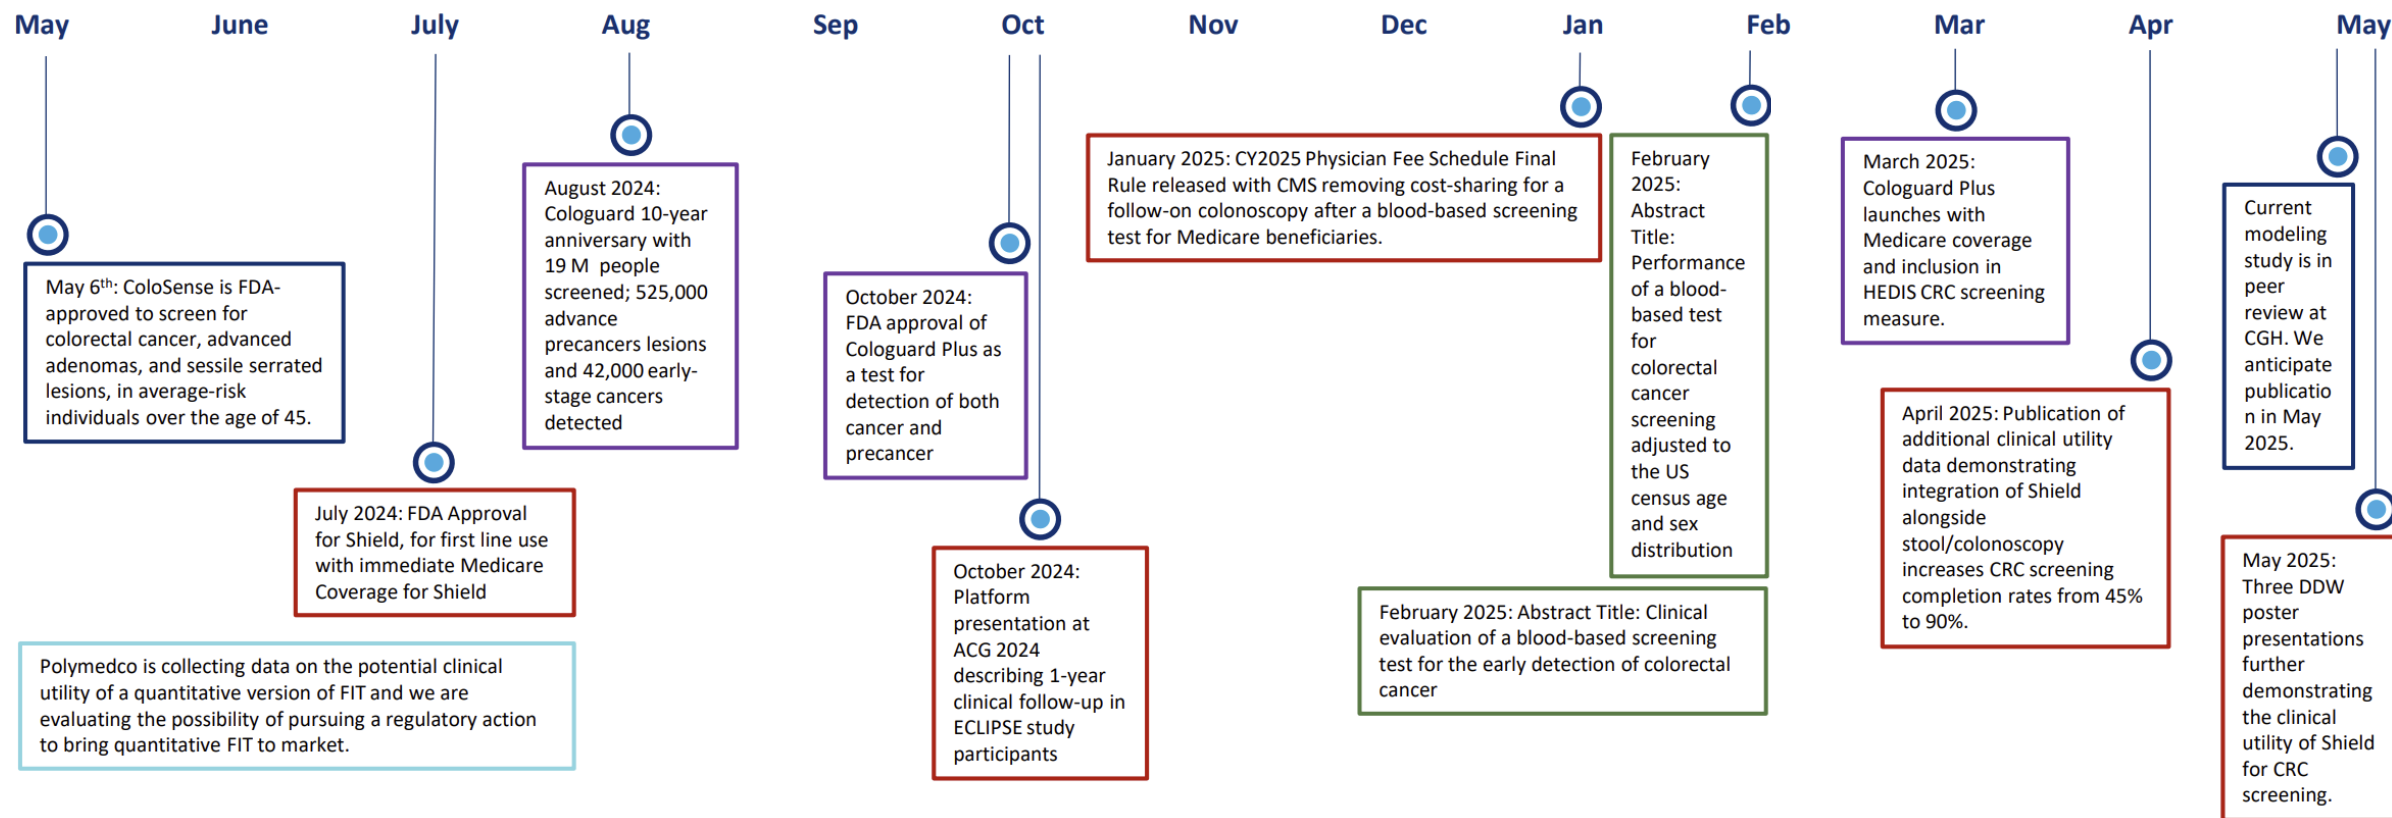 May June July Aug Sep Oct Nov Dec Jan Feb Mar Apr May
May 6th: ColoSense is FDA-
approved to screen for
colorectal cancer, advanced
adenomas, and sessile serrated
lesions, in average-risk
individuals over the age of 45.
July 2024: FDA Approval
for Shield, for first line use
with immediate Medicare
Coverage for Shield
Polymedco is collecting data on the potential clinical
utility of a quantitative version of FIT and we are
evaluating the possibility of pursuing a regulatory action
to bring quantitative FIT to market.
August 2024:
Cologuard 10-year
anniversary with
19 M people
screened; 525,000
advance
precancers lesions
and 42,000 early-
stage cancers
detected
October 2024:
FDA approval of
Cologuard Plus as
a test for
detection of both
cancer and
precancer
October 2024:
Platform
presentation at
ACG 2024
describing 1-year
clinical follow-up in
ECLIPSE study
participants
January 2025: CY2025 Physician Fee Schedule Final
Rule released with CMS removing cost-sharing for a
follow-on colonoscopy after a blood-based screening
test for Medicare beneficiaries.
February
2025:
Abstract
Title:
Performance
of a blood-
based test
for
colorectal
cancer
screening
adjusted to
the US
census age
and sex
distribution
February 2025: Abstract Title: Clinical
evaluation of a blood-based screening
test for the early detection of colorectal
cancer
March 2025:
Cologuard Plus
launches with
Medicare coverage
and inclusion in
HEDIS CRC screening
measure.
April 2025: Publication of
additional clinical utility
data demonstrating
integration of Shield
alongside
stool/colonoscopy
increases CRC screening
completion rates from 45%
to 90%.
Current
modeling
study is in
peer
review at
CGH. We
anticipate
publicatio
n in May
2025.
May 2025:
Three DDW
poster
presentations
further
demonstrating
the clinical
utility of Shield
for CRC
screening.